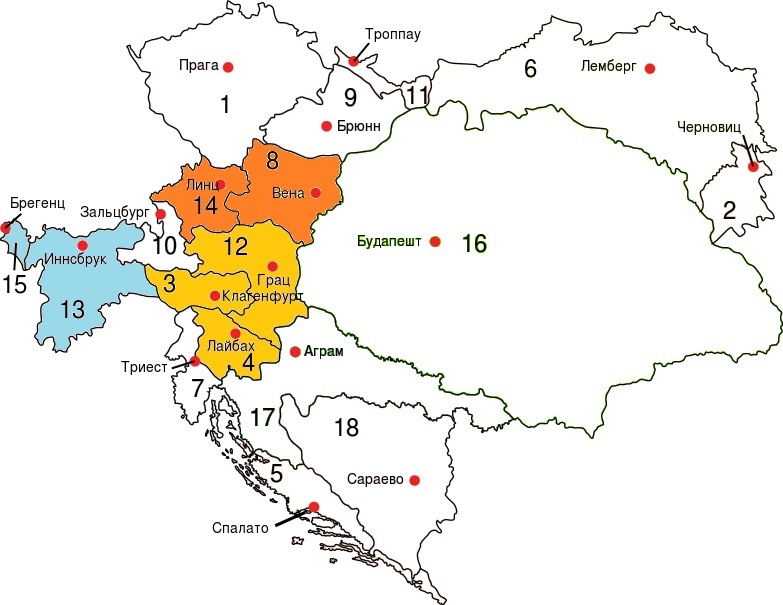 Троппау
Прага
6
Лемберг
9
11
1
Брюнн
Черновиц
8
Линц
Вена
14
Брегенц
Зальцбург
2
10
12
Будапешт
16
Иннсбрук
15
3
Грац
Клагенфурт
13
Лайбах
Аграм
4
Триест
7
17
18
5
Сараево
Спалато